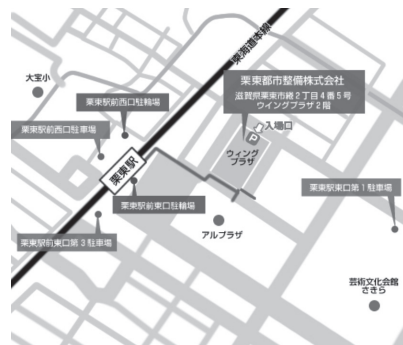 東海道本線
大宝小
栗東駅前西口駐輪場
栗東駅前西口駐車場
栗東駅
栗東都市整備株式会社
滋賀県栗東市綣2丁目4番5号
ウイングプラザ2階
入場口
P
ウィング
プラザ
栗東駅前東口駐輪場
栗東駅東口第1駐車場
アルプラザ
栗東駅前東口第3駐車場
芸術文化会館
さきら